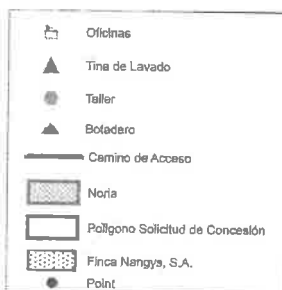 Oficinas
Tina de Lavado
Taller
Botadero
Camino de Acceso
Noria
Polígono Solicitud de Concesión
Finca Nangys, S.A.
Point